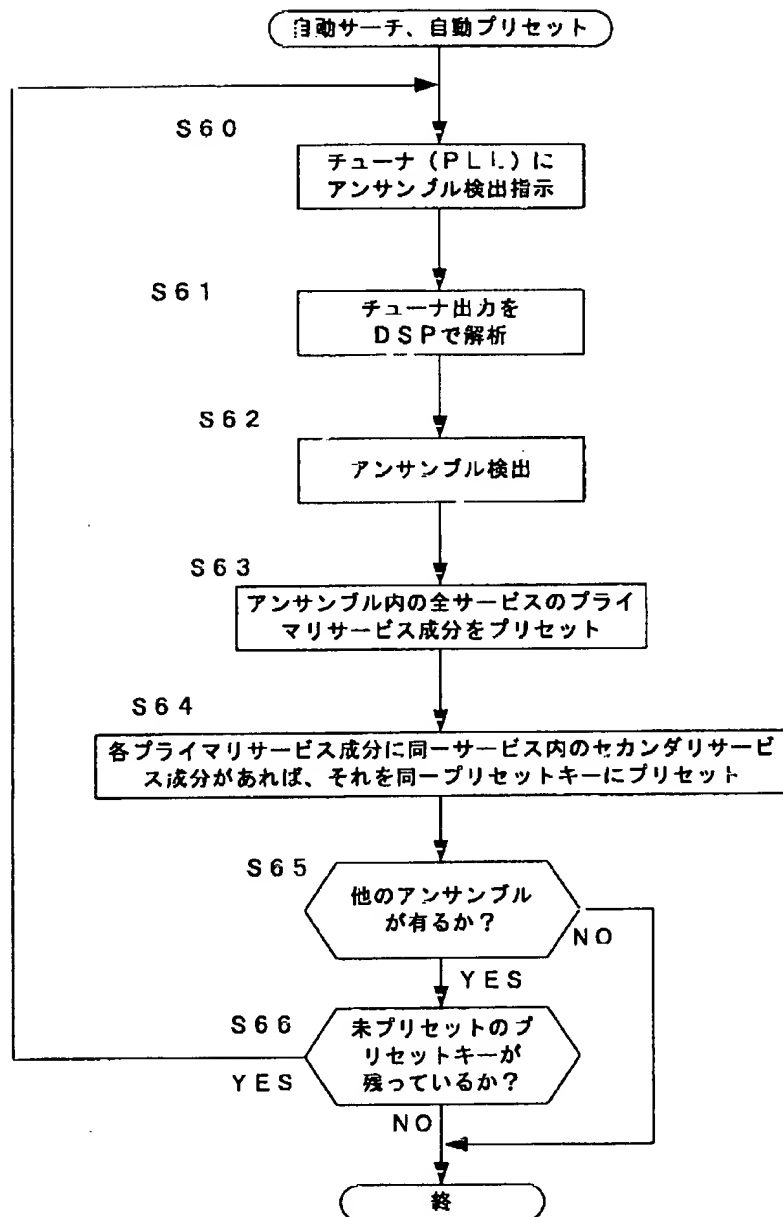 自動サーチ、自動プリセット
S60
チューナ(PLL)に
アンサンブル検出指示
S61
チューナ出力を
DSPで解析
S62
アンサンブル検出
S63
アンサンブル内の全サービスのプライ
マリサービス成分をプリセット
S64
各プライマリサービス成分に同一サービス内のセカンダリサービ
ス成分があれば、それを同一プリセットキーにプリセット
S65
他のアンサンブル
が有るか?
NO
YES
S66
未プリセットのプ
リセットキーが
残っているか?
YES
NO
終